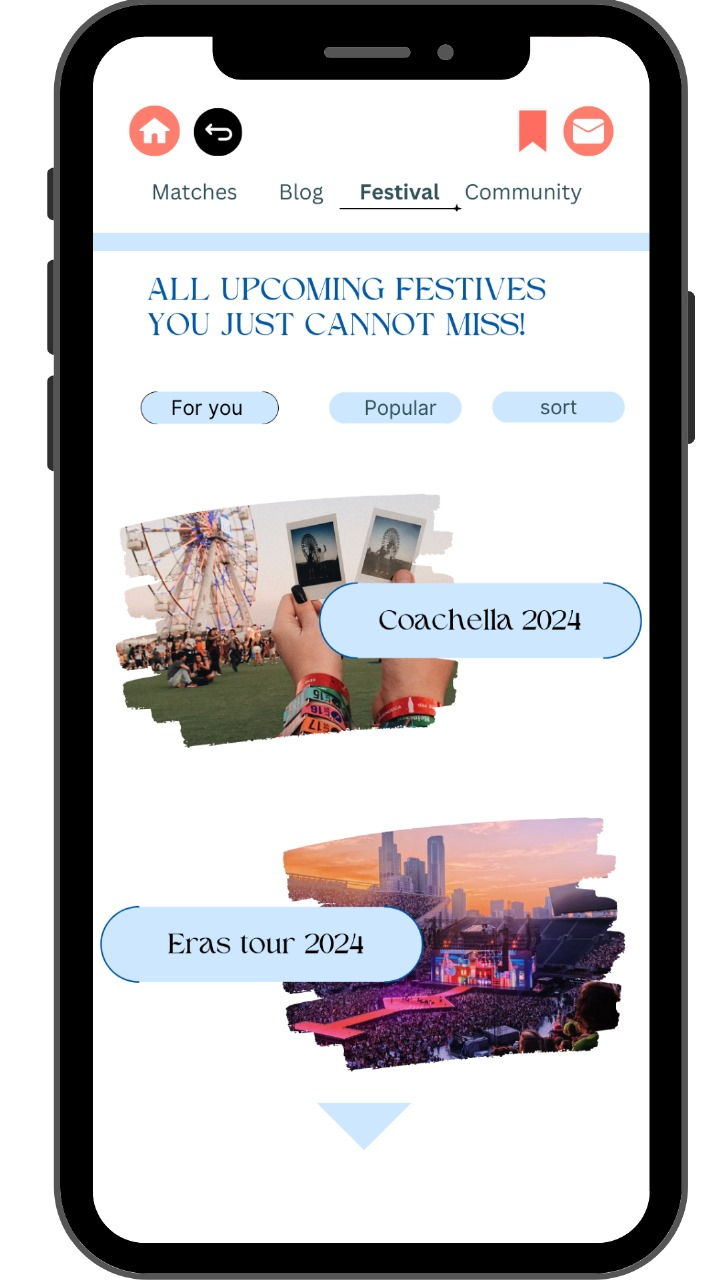 Matches Blog Festival Community
ALL UPCOMING FESTIVES
YOU JUST CANNOT MISS!
For you Popular sort
Coachella 2024
Eras tour 2024